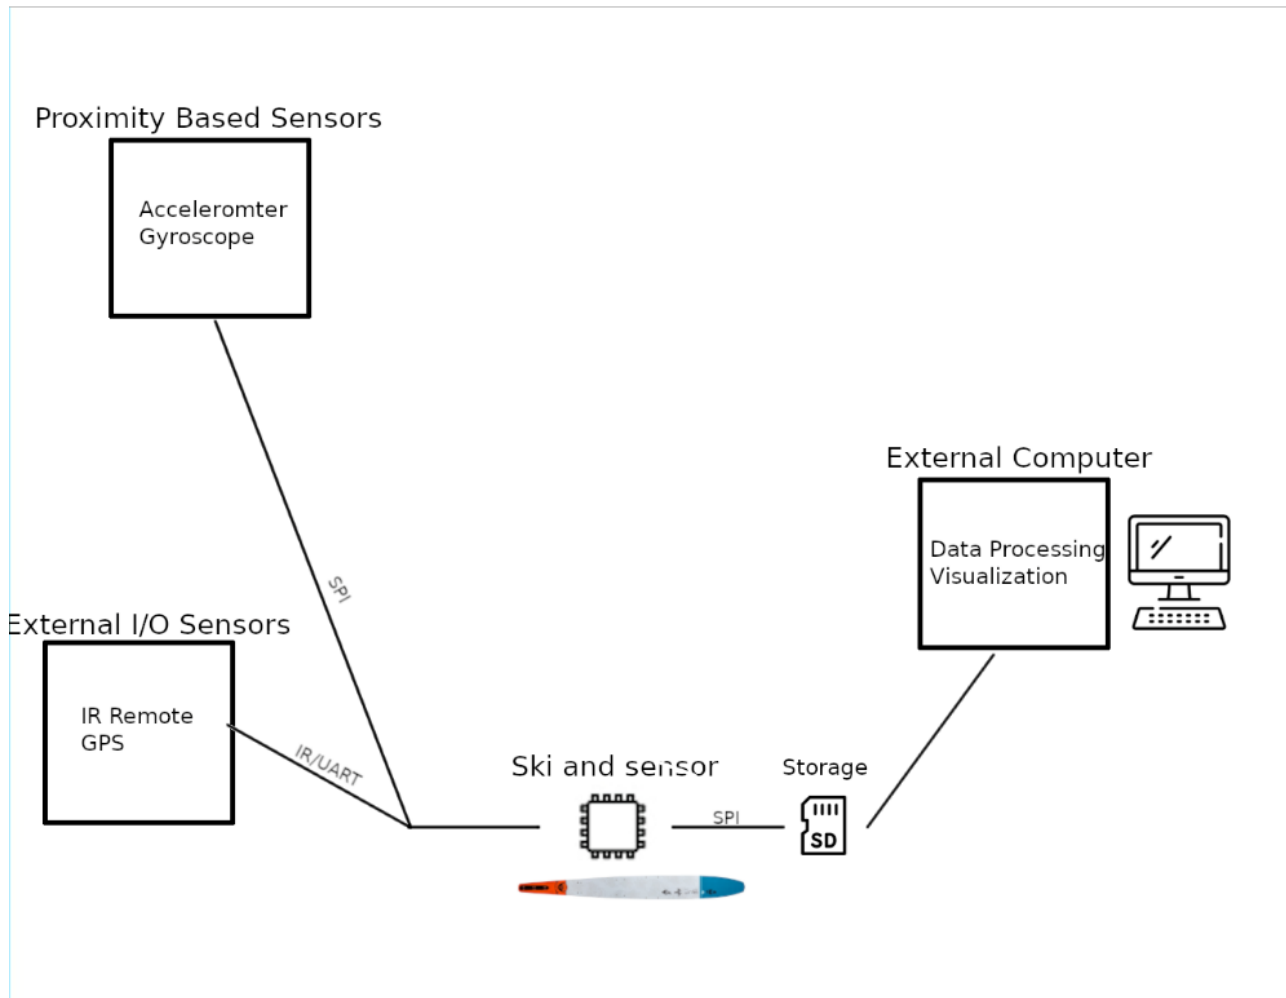 Proximity Based Sensors
Acceleromter
Gyroscope
SPI
External I/O Sensors
IR Remote
GPS
IR/UART
Ski and sensor
SPI
Storage
SD
External Computer
Data Processing
Visualization